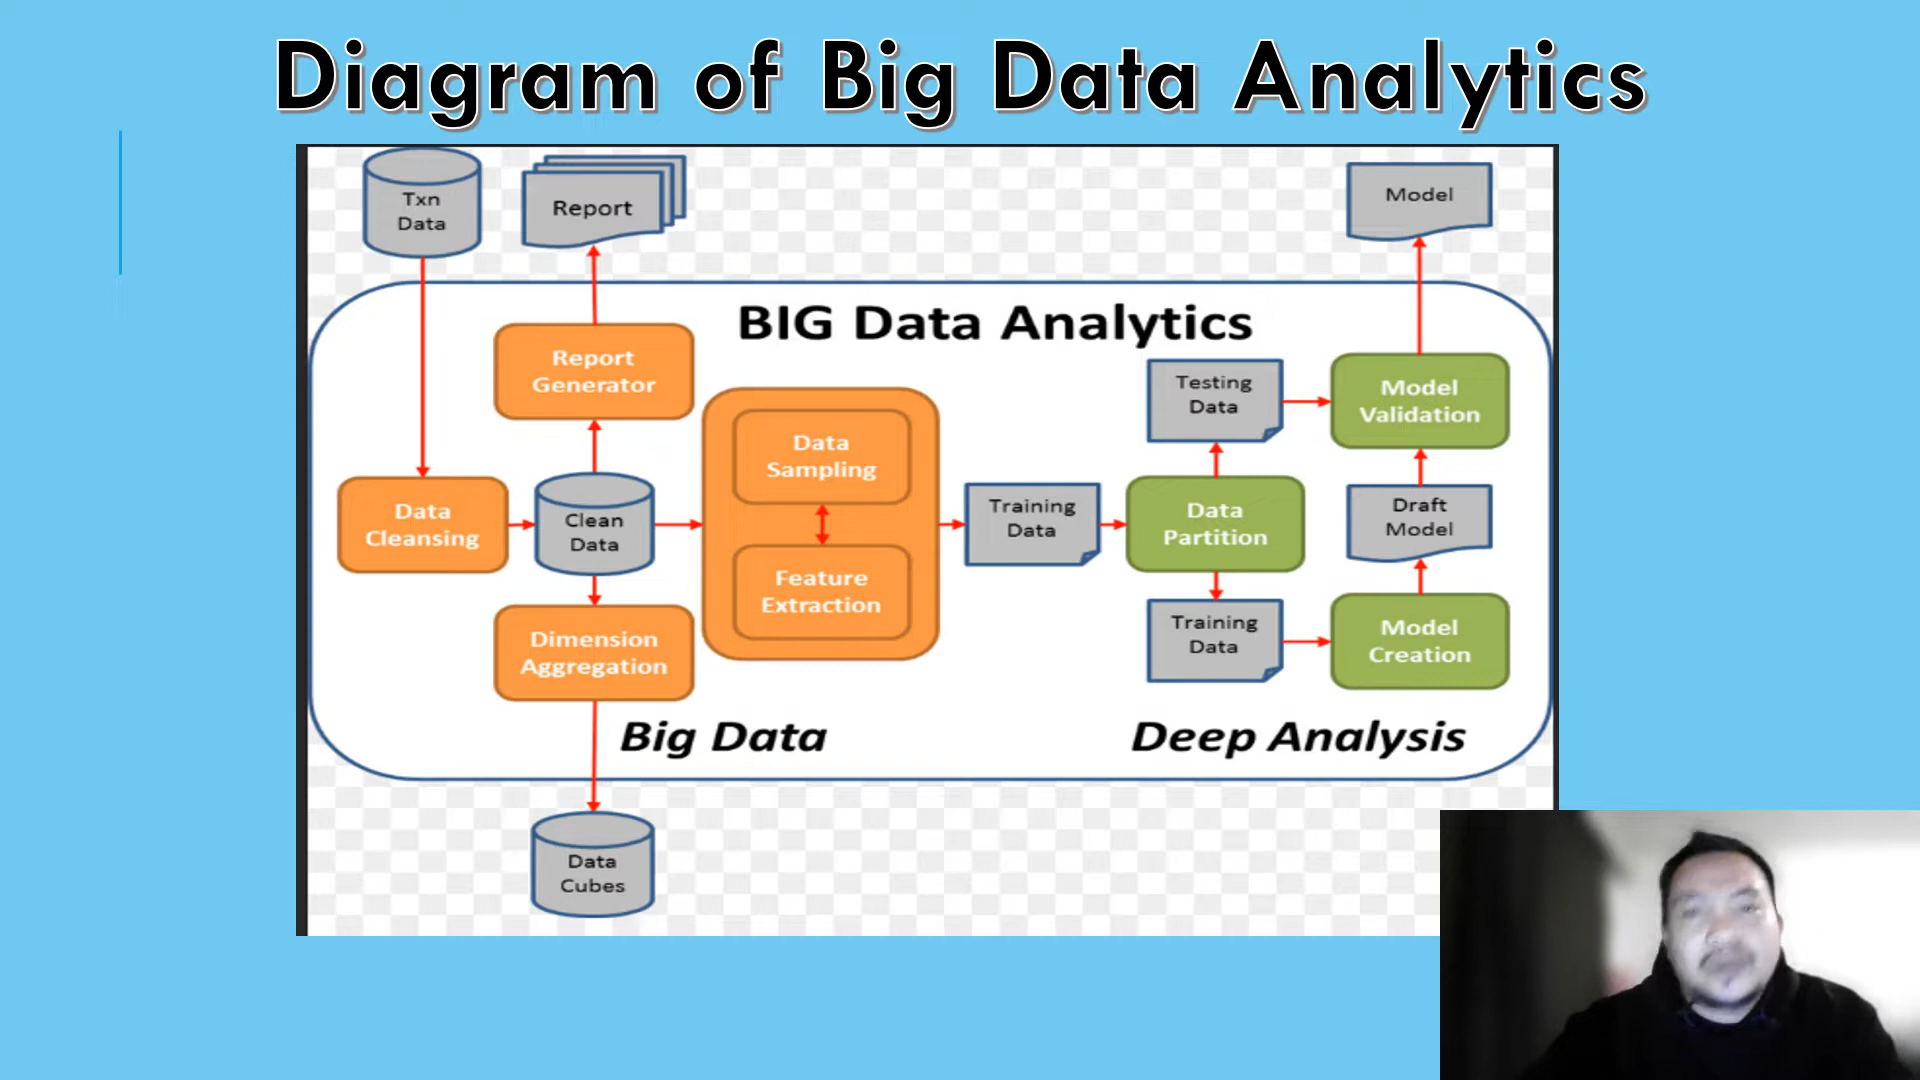 Diagram of Big Data Analytics
Txn
Data
Report
Model
BIG Data Analytics
Report
Generator
Testing
Data
Model
Validation
Data
Sampling
Data
Cleansing
Clean
Data
Training
Data
Data
Partition
Draft
Model
Feature
Extraction
Dimension
Aggregation
Training
Data
Model
Creation
Big Data
Deep Analysis
Data
Cubes